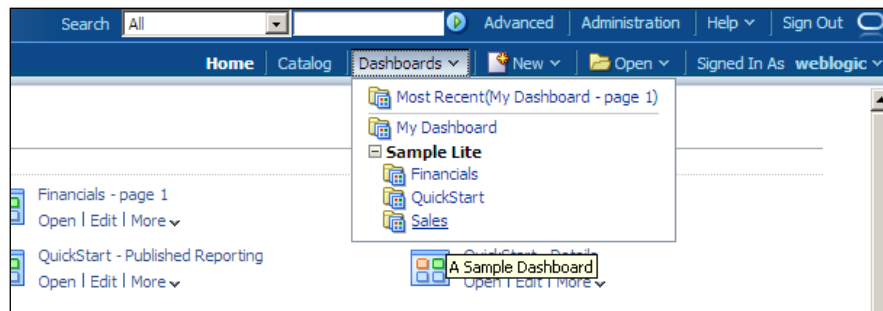 Search All Advanced Administration Help Sign Out
Home Catalog Dashboards New Open Signed In As weblogic
Most Recent(My Dashboard - page 1)
My Dashboard
Sample Lite
Financials
QuickStart
Sales
A Sample Dashboard
Financials - page 1
Open Edit More
QuickStart - Published Reporting
Open Edit More
QuickStart - Details
Open Edit More